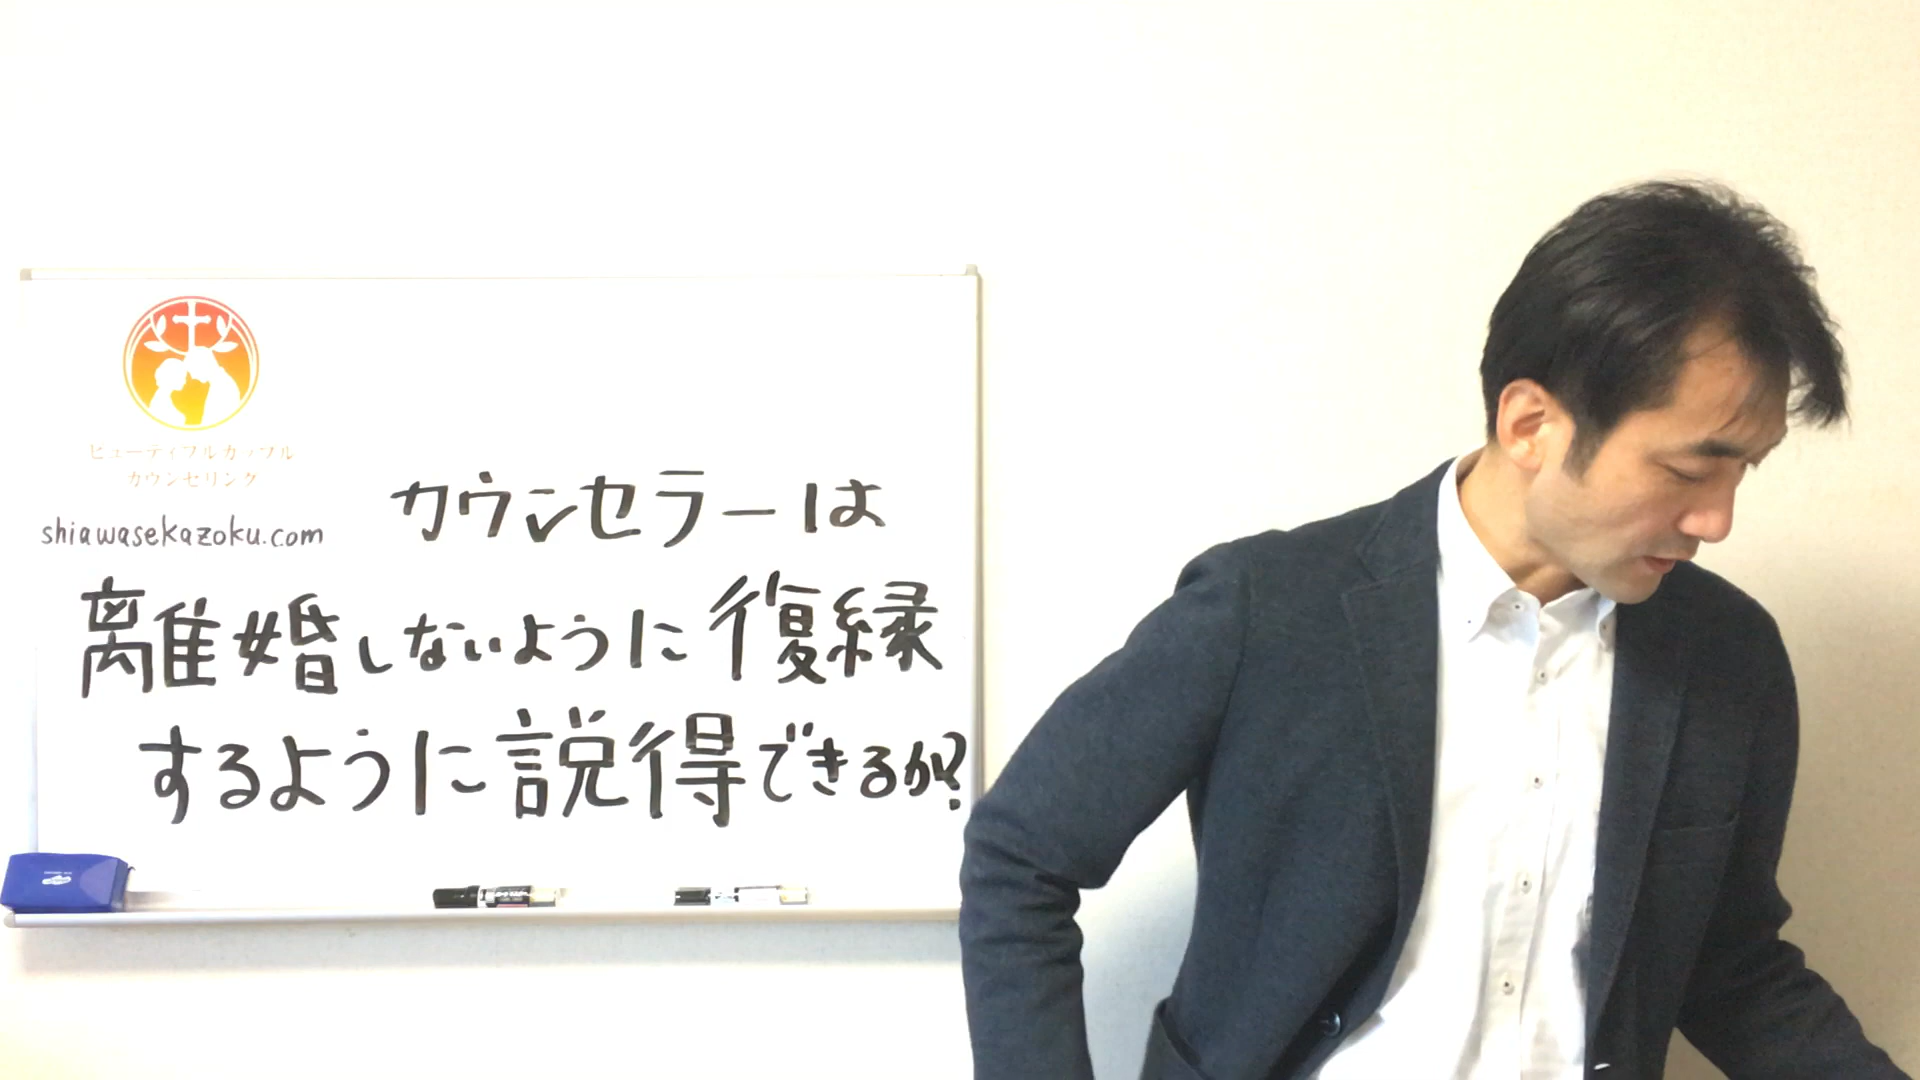 ビューティフルカップル
カウンセリング
shiawasekazoku.com
カウンセラーは
離婚しないように復縁
するように説得できるか?